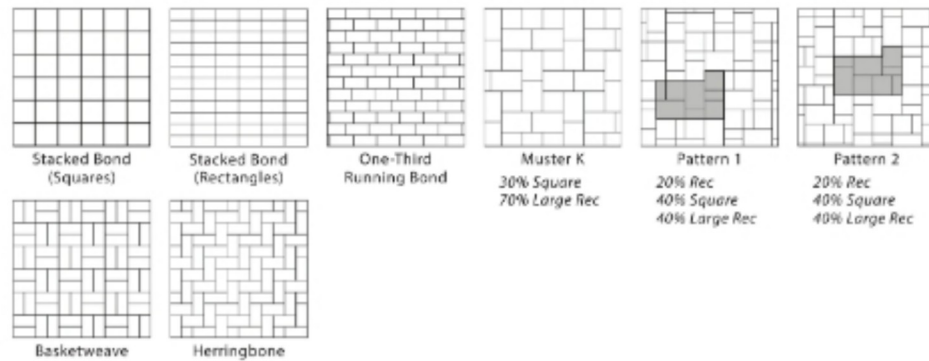 Stacked Bond
(Squares)
Stacked Bond
(Rectangles)
One-Third
Running Bond
Muster K
30% Square
70% Large Rec
Pattern 1
20% Rec
40% Square
40% Large Rec
Pattern 2
20% Rec
40% Square
40% Large Rec
Basketweave
Herringbone